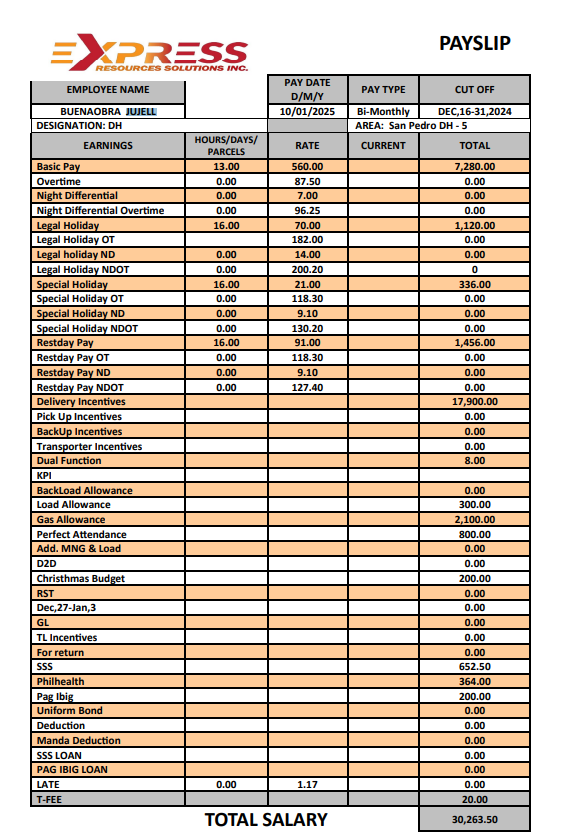 EXPRESS
RESOURCES SOLUTIONS INC.
PAYSLIP
EMPLOYEE NAME PAY DATE D/M/Y PAY TYPE CUT OFF
BUENAOBRA JUJELL 10/01/2025 Bi-Monthly DEC,16-31,2024
DESIGNATION: DH AREA: San Pedro DH - 5
EARNINGS HOURS/DAYS/PARCELS RATE CURRENT TOTAL
Basic Pay 13.00 560.00 7,280.00
Overtime 0.00 87.50 0.00
Night Differential 0.00 7.00 0.00
Night Differential Overtime 0.00 96.25 0.00
Legal Holiday 16.00 70.00 1,120.00
Legal Holiday OT 182.00 0.00
Legal holiday ND 0.00 14.00 0.00
Legal Holiday NDOT 0.00 200.20 0
Special Holiday 16.00 21.00 336.00
Special Holiday OT 0.00 118.30 0.00
Special Holiday ND 0.00 9.10 0.00
Special Holiday NDOT 0.00 130.20 0.00
Restday Pay 16.00 91.00 1,456.00
Restday Pay OT 0.00 118.30 0.00
Restday Pay ND 0.00 9.10 0.00
Restday Pay NDOT 0.00 127.40 0.00
Delivery Incentives 17,900.00
Pick Up Incentives 0.00
BackUp Incentives 0.00
Transporter Incentives 0.00
Dual Function 8.00
KPI
BackLoad Allowance 0.00
Load Allowance 300.00
Gas Allowance 2,100.00
Perfect Attendance 800.00
Add. MNG & Load 0.00
D2D 0.00
Christhmas Budget 200.00
RST 0.00
Dec,27-Jan,3 0.00
GL 0.00
TL Incentives 0.00
For return 0.00
SSS 652.50
Philhealth 364.00
Pag Ibig 200.00
Uniform Bond 0.00
Deduction 0.00
Manda Deduction 0.00
SSS LOAN 0.00
PAG IBIG LOAN 0.00
LATE 0.00 1.17 0.00
T-FEE 20.00
TOTAL SALARY 30,263.50